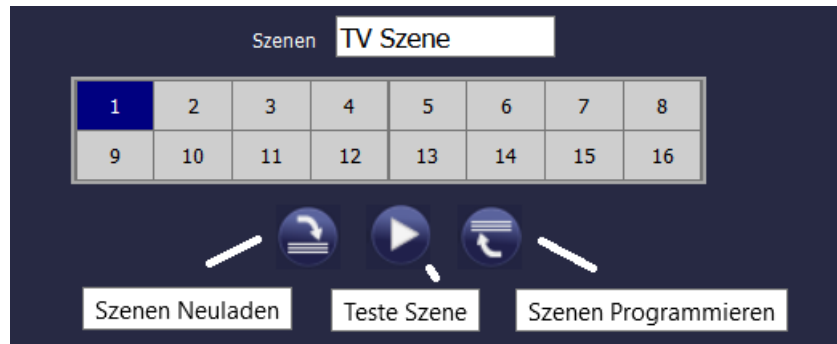 Szenen TV Szene
1 2 3 4 5 6 7 8
9 10 11 12 13 14 15 16
Szenen Neuladen Teste Szene Szenen Programmieren